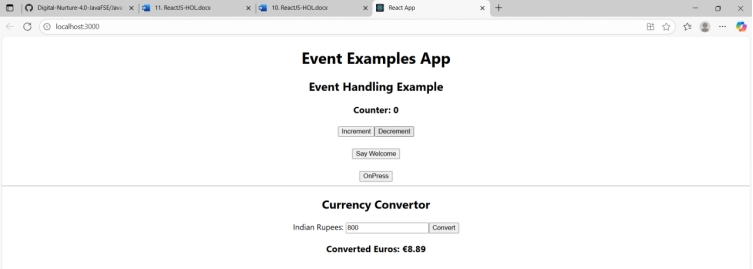 Digital-Nurture-4.0-JavaFSE/Java
11. ReactJS-HOL.docx
10. ReactJS-HOL.docx
React App
localhost:3000
Event Examples App
Event Handling Example
Counter: 0
Increment Decrement
Say Welcome
OnPress
Currency Convertor
Indian Rupees: 800 Convert
Converted Euros: €8.89